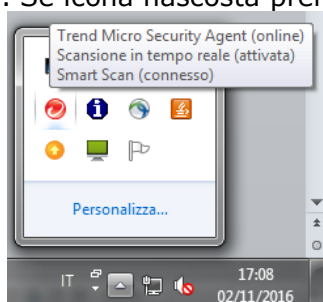 . Se icona nascosta pre
Trend Micro Security Agent (online)
Scansione in tempo reale (attivata)
Smart Scan (connesso)
Personalizza...
IT
17:08
02/11/2016